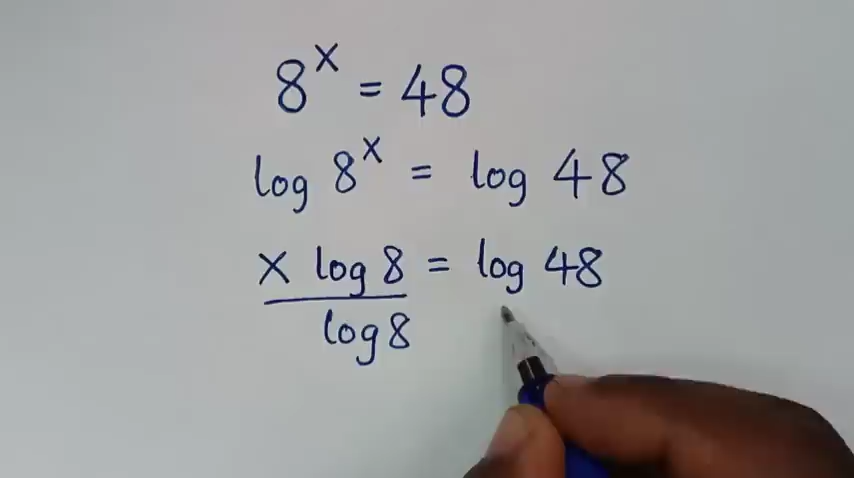 8^x = 48
log 8^x = log 48
x log 8 = log 48
log 8